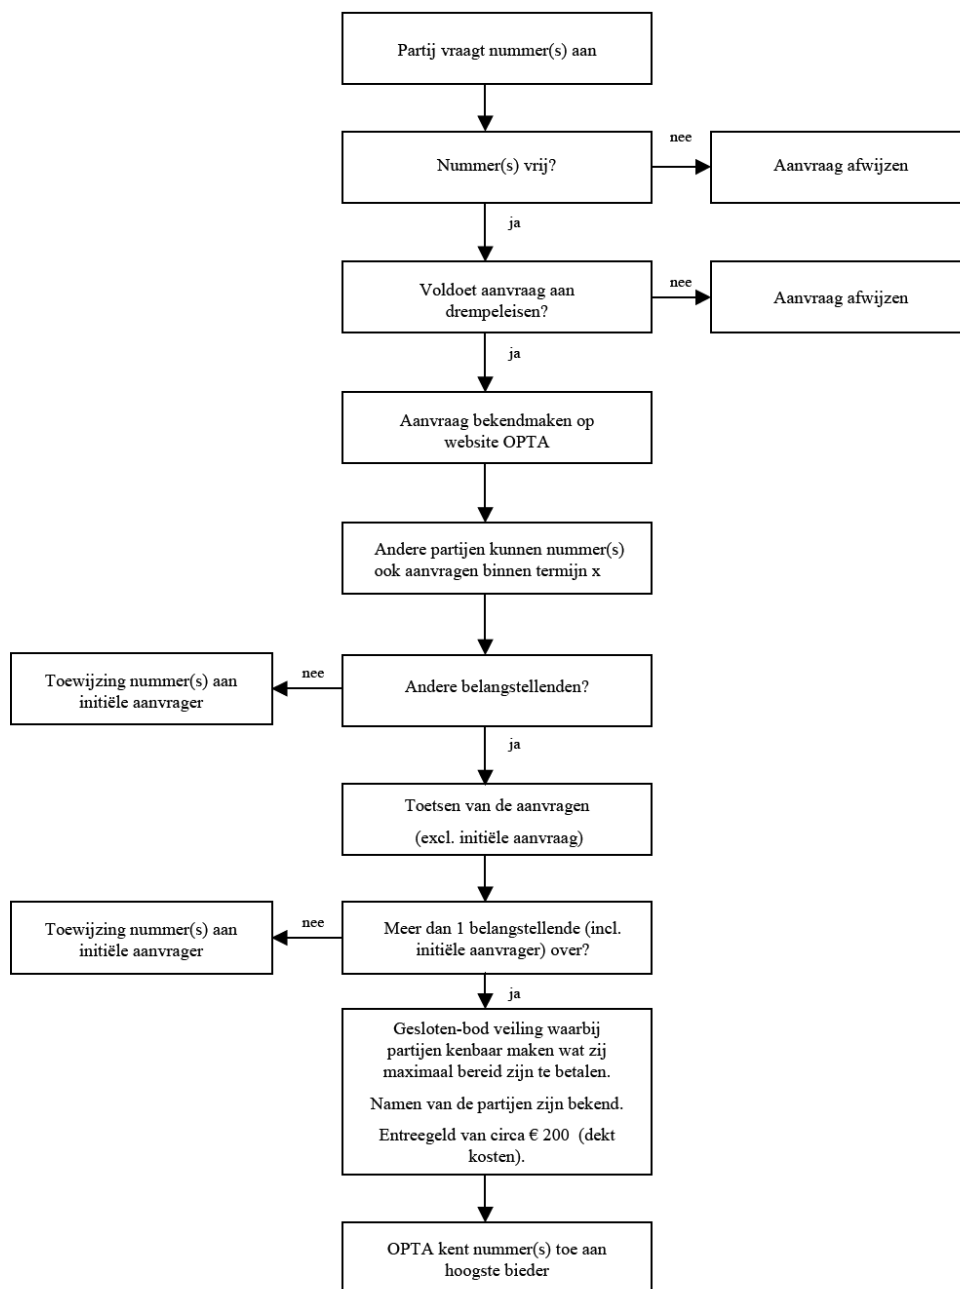 Partij vraagt nummer(s) aan
Nummer(s) vrij?
nee
Aanvraag afwijzen
ja
Voldoet aanvraag aan
drempeleisen?
nee
Aanvraag afwijzen
ja
Aanvraag bekendmaken op
website OPTA
Andere partijen kunnen nummer(s)
ook aanvragen binnen termijn x
Andere belangstellenden?
nee
Toewijzing nummer(s) aan
initiële aanvrager
ja
Toetsen van de aanvragen
(excl. initiële aanvraag)
Meer dan 1 belangstellende (incl.
initiële aanvrager) over?
nee
Toewijzing nummer(s) aan
initiële aanvrager
ja
Gesloten-bod veiling waarbij
partijen kenbaar maken wat zij
maximaal bereid zijn te betalen.
Namen van de partijen zijn bekend.
Entreegeld van circa € 200 (dekt
kosten).
OPTA kent nummer(s) toe aan
hoogste bieder